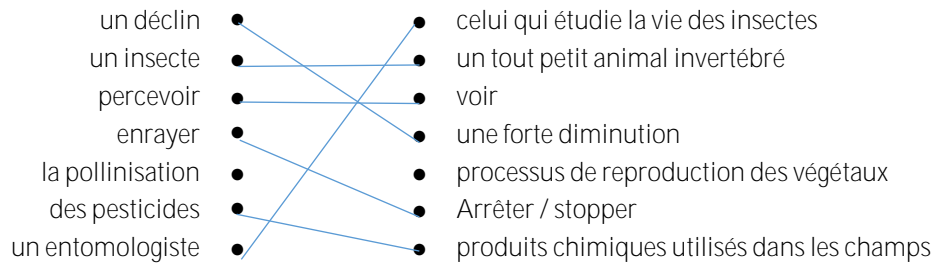 un déclin celui qui étudie la vie des insectes
un insecte un tout petit animal invertébré
percevoir voir
enrayer une forte diminution
la pollinisation processus de reproduction des végétaux
des pesticides Arrêter / stopper
un entomologiste produits chimiques utilisés dans les champs